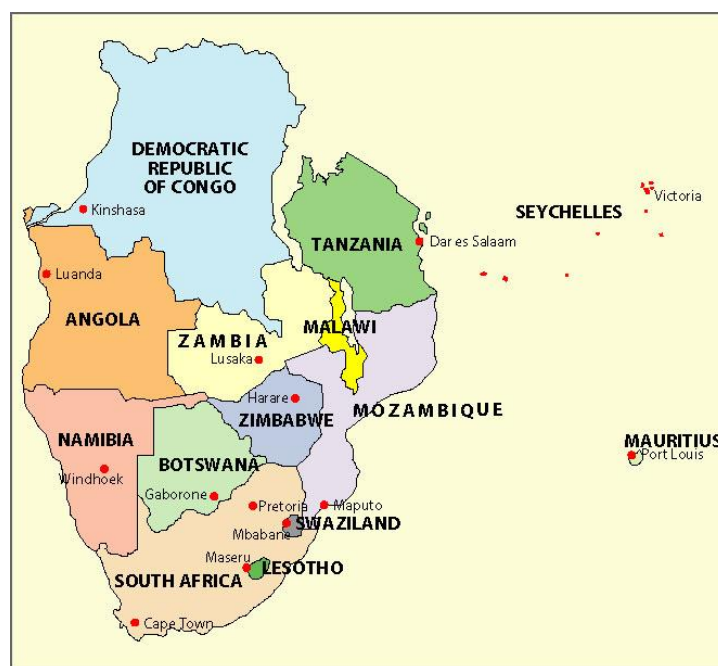 DEMOCRATIC
REPUBLIC
OF CONGO
Kinshasa
Victoria
SEYCHELLES
TANZANIA
Dar es Salaam
Luanda
ANGOLA
MALAWI
ZAMBIA
Lusaka
Harare
MOZAMBIQUE
ZIMBABWE
NAMIBIA
MAURITIUS
Port Louis
BOTSWANA
Windhoek
Gaborone
Pretoria
Maputo
SWAZILAND
Mbabane
Maseru
LESOTHO
SOUTH AFRICA
Cape Town